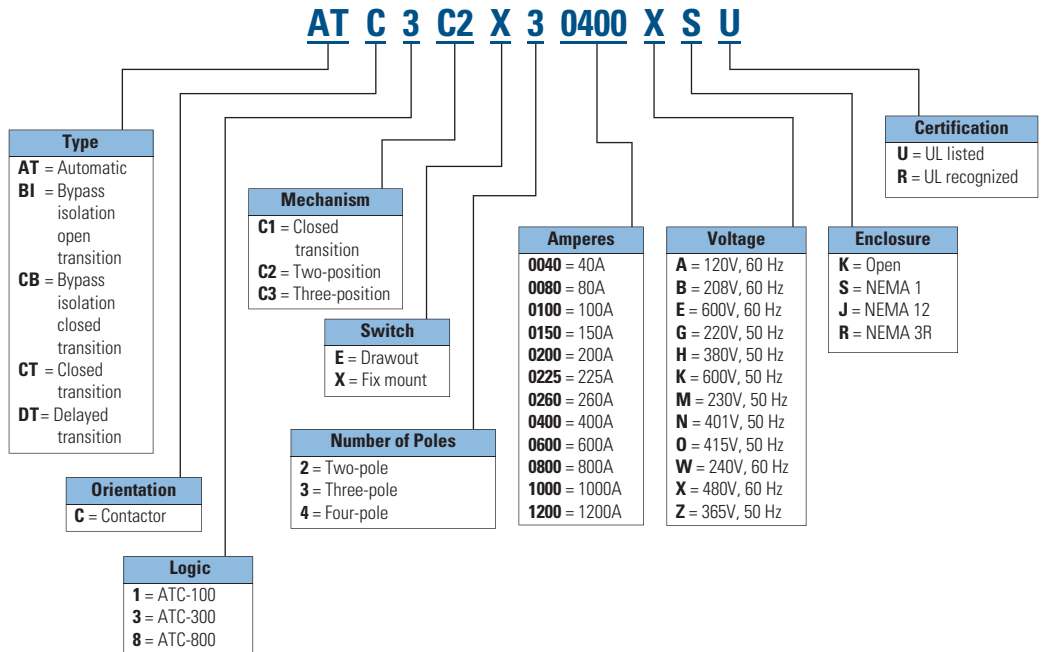 AT C 3 C2 X 3 0400 X S U
Type
AT = Automatic
BI = Bypass
isolation
open
transition
CB = Bypass
isolation
closed
transition
CT = Closed
transition
DT = Delayed
transition
Orientation
C = Contactor
Logic
1 = ATC-100
3 = ATC-300
8 = ATC-800
Mechanism
C1 = Closed
transition
C2 = Two-position
C3 = Three-position
Switch
E = Drawout
X = Fix mount
Number of Poles
2 = Two-pole
3 = Three-pole
4 = Four-pole
Amperes
0040 = 40A
0080 = 80A
0100 = 100A
0150 = 150A
0200 = 200A
0225 = 225A
0260 = 260A
0400 = 400A
0600 = 600A
0800 = 800A
1000 = 1000A
1200 = 1200A
Voltage
A = 120V, 60 Hz
B = 208V, 60 Hz
E = 600V, 60 Hz
G = 220V, 50 Hz
H = 380V, 50 Hz
K = 600V, 50 Hz
M = 230V, 50 Hz
N = 401V, 50 Hz
O = 415V, 50 Hz
W = 240V, 60 Hz
X = 480V, 60 Hz
Z = 365V, 50 Hz
Enclosure
K = Open
S = NEMA 1
J = NEMA 12
R = NEMA 3R
Certification
U = UL listed
R = UL recognized